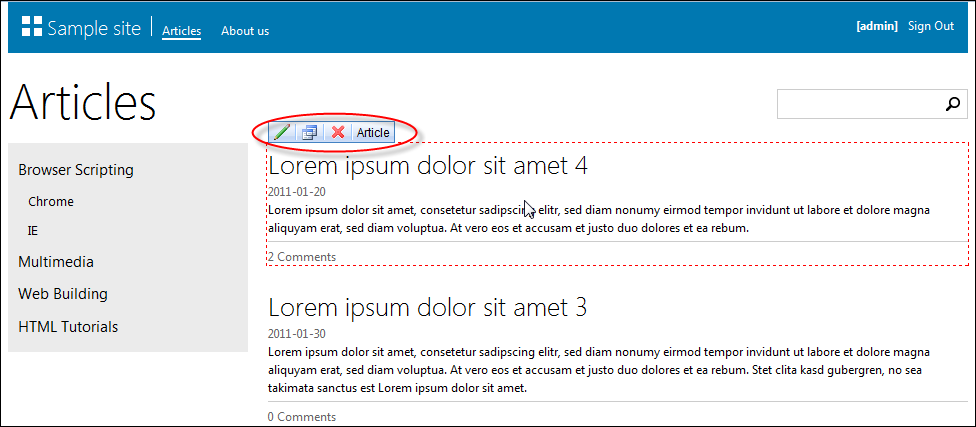 Sample site
Articles
About us
[admin]
Sign Out
Articles
Browser Scripting
Chrome
IE
Multimedia
Web Building
HTML Tutorials
Article
Lorem ipsum dolor sit amet 4
2011-01-20
Lorem ipsum dolor sit amet, consetetur sadipscing elitr, sed diam nonumy eirmod tempor invidunt ut labore et dolore magna
aliquyam erat, sed diam voluptua. At vero eos et accusam et justo duo dolores et ea rebum.
2 Comments
Lorem ipsum dolor sit amet 3
2011-01-30
Lorem ipsum dolor sit amet, consetetur sadipscing elitr, sed diam nonumy eirmod tempor invidunt ut labore et dolore magna
aliquyam erat, sed diam voluptua. At vero eos et accusam et justo duo dolores et ea rebum. Stet clita kasd gubergren, no sea
takimata sanctus est Lorem ipsum dolor sit amet.
0 Comments